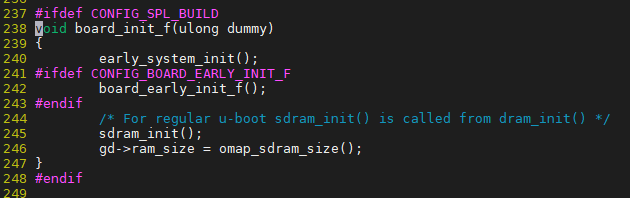 237 #ifdef CONFIG_SPL_BUILD
238 void board_init_f(ulong dummy)
239 {
240         early_system_init();
241 #ifdef CONFIG_BOARD_EARLY_INIT_F
242         board_early_init_f();
243 #endif
244         /* For regular u-boot sdram_init() is called from dram_init() */
245         sdram_init();
246         gd->ram_size = omap_sdram_size();
247 }
248 #endif
249